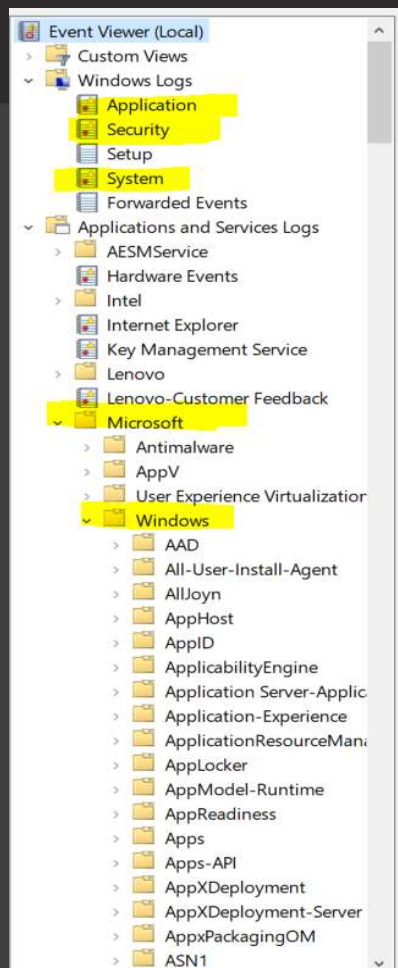 Event Viewer (Local)
Custom Views
Windows Logs
Application
Security
Setup
System
Forwarded Events
Applications and Services Logs
AESMService
Hardware Events
Intel
Internet Explorer
Key Management Service
Lenovo
Lenovo-Customer Feedback
Microsoft
Antimalware
AppV
User Experience Virtualization
Windows
AAD
All-User-Install-Agent
AllJoyn
AppHost
AppID
ApplicabilityEngine
Application Server-Applic
Application-Experience
ApplicationResourceMana
AppLocker
AppModel-Runtime
AppReadiness
Apps
Apps-API
AppXDeployment
AppXDeployment-Server
AppxPackagingOM
ASN1